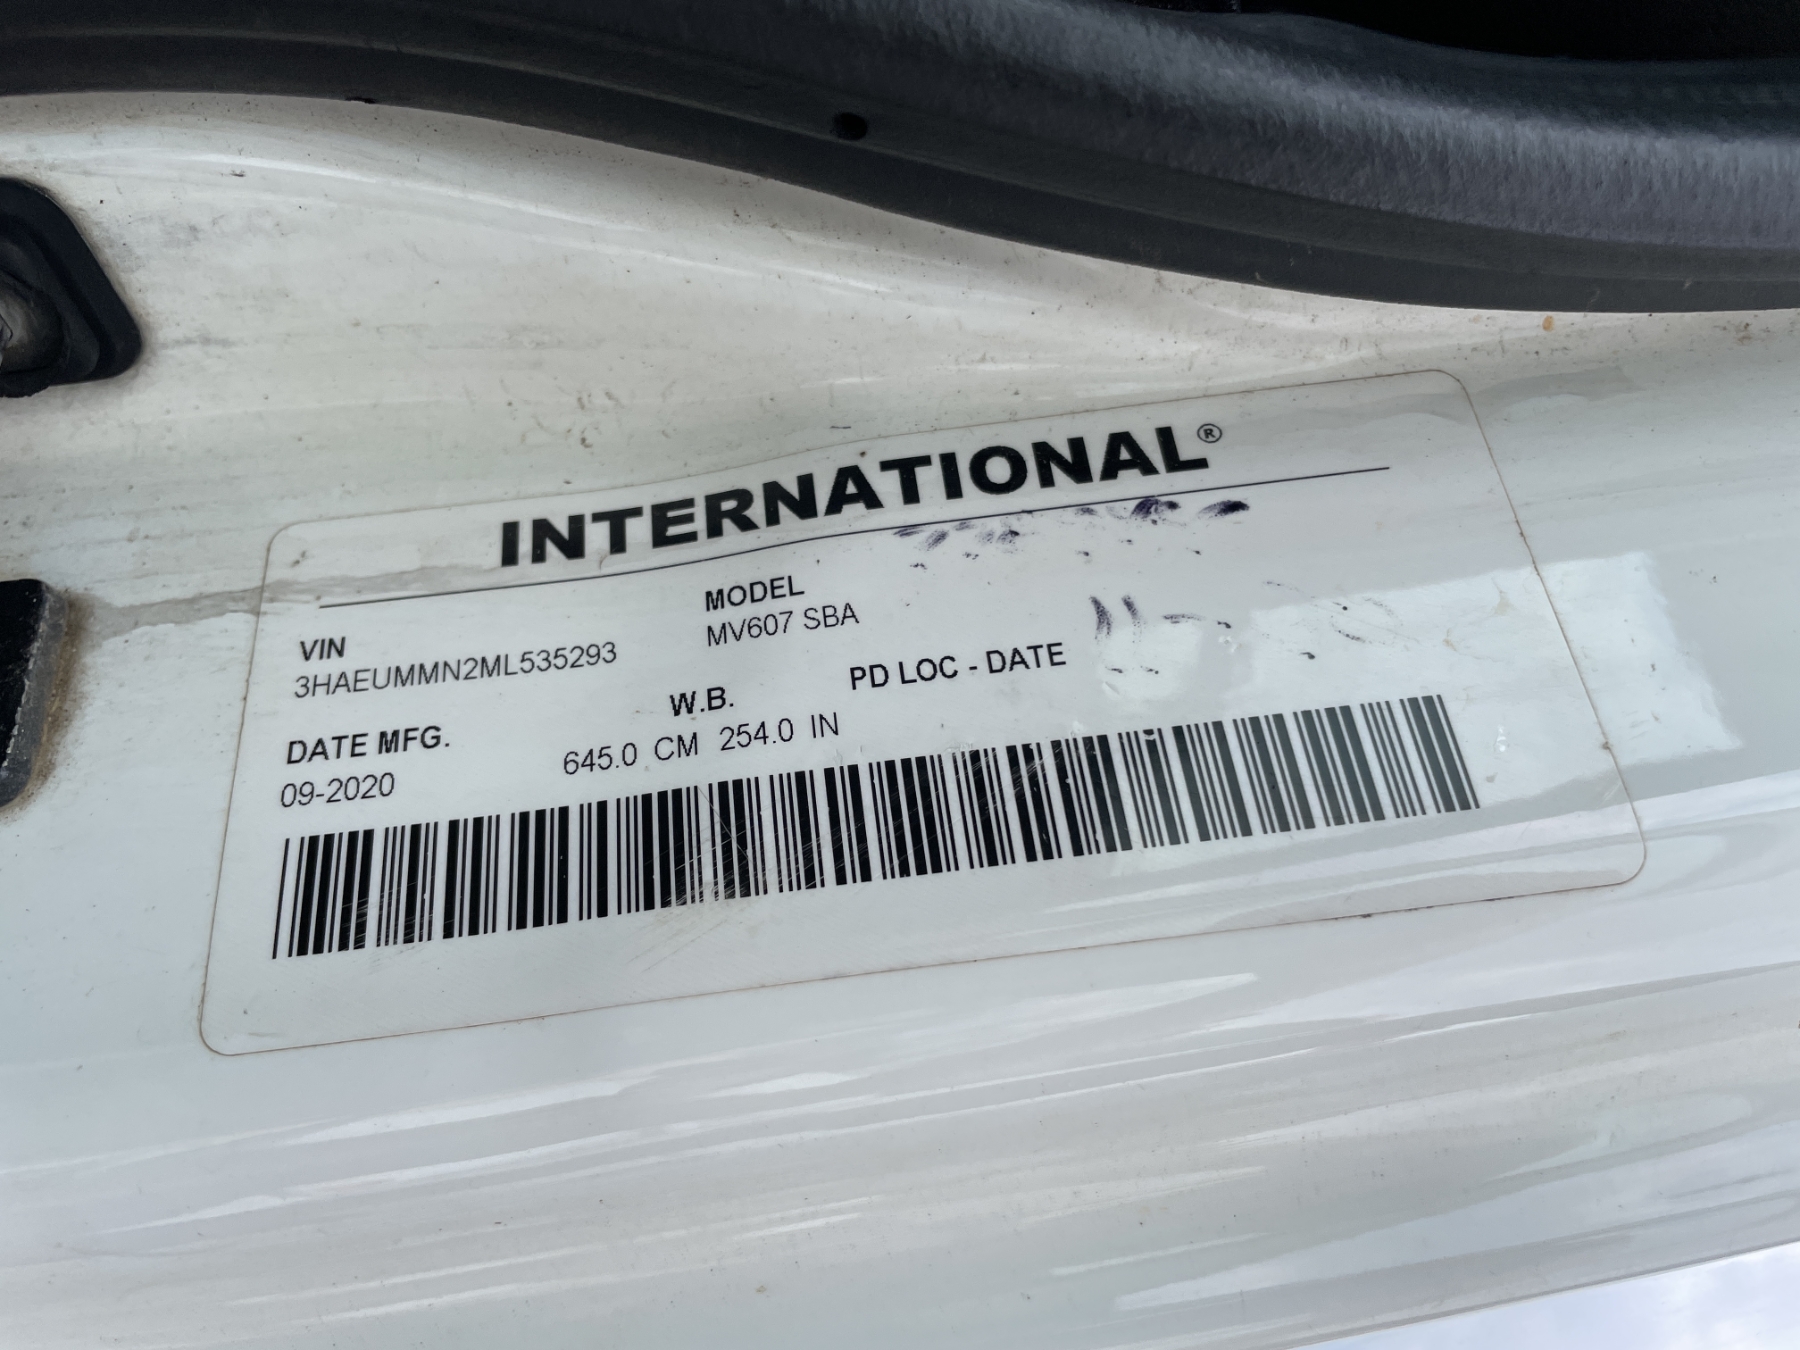 INTERNATIONAL®
VIN
3HAEUMMN2ML535293
MODEL
MV607 SBA
DATE MFG.
09-2020
W.B.
645.0 CM 254.0 IN
PD LOC - DATE